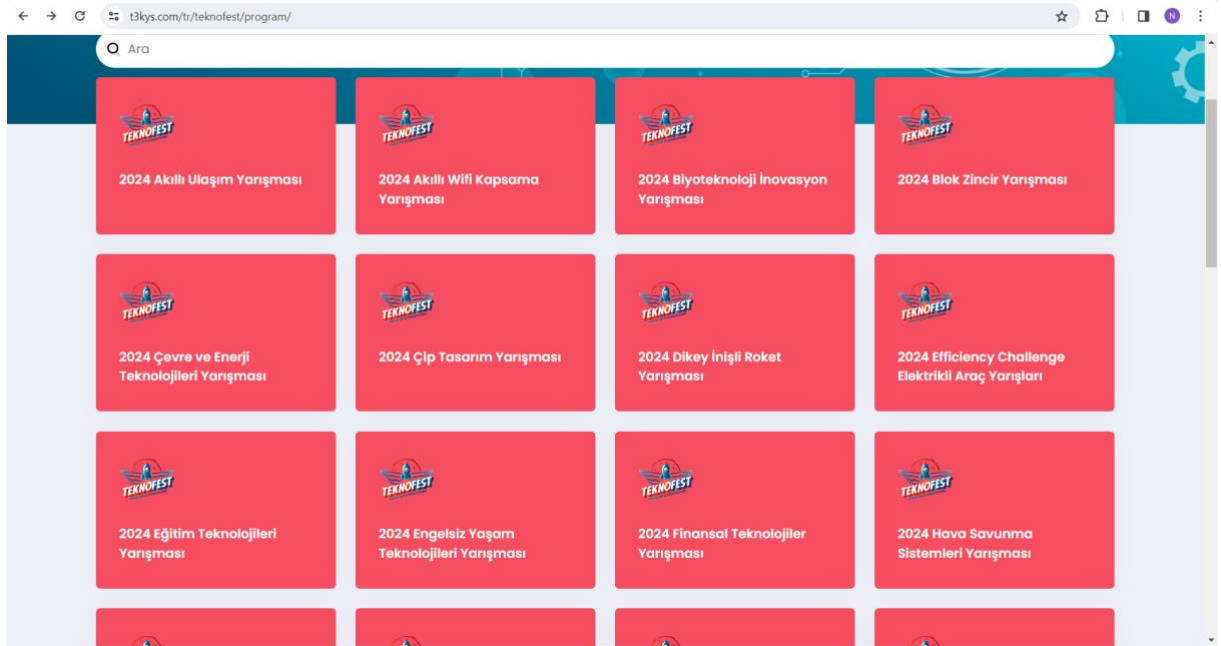 t3kys.com/tr/teknofest/program/
N
Ara
TEKNOFEST
TEKNOFEST
TEKNOFEST
TEKNOFEST
2024 Akıllı Ulaşım Yarışması
2024 Akıllı Wifi Kapsama
Yarışması
2024 Biyoteknoloji İnovasyon
Yarışması
2024 Blok Zincir Yarışması
TEKNOFEST
TEKNOFEST
TEKNOFEST
TEKNOFEST
2024 Çevre ve Enerji
Teknolojileri Yarışması
2024 Çip Tasarım Yarışması
2024 Dikey İnişli Roket
Yarışması
2024 Efficiency Challenge
Elektrikli Araç Yarışları
TEKNOFEST
TEKNOFEST
TEKNOFEST
TEKNOFEST
2024 Eğitim Teknolojileri
Yarışması
2024 Engelsiz Yaşam
Teknolojileri Yarışması
2024 Finansal Teknolojiler
Yarışması
2024 Hava Savunma
Sistemleri Yarışması